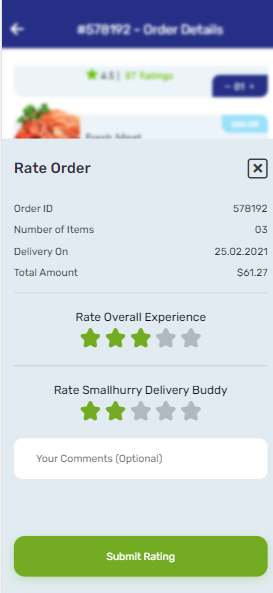 #578192 - Order Details
4.5 | 87 Ratings
- 01 +
Fresh Meat
Rate Order
Order ID 578192
Number of Items 03
Delivery On 25.02.2021
Total Amount $61.27
Rate Overall Experience
Rate Smallhurry Delivery Buddy
Your Comments (Optional)
Submit Rating